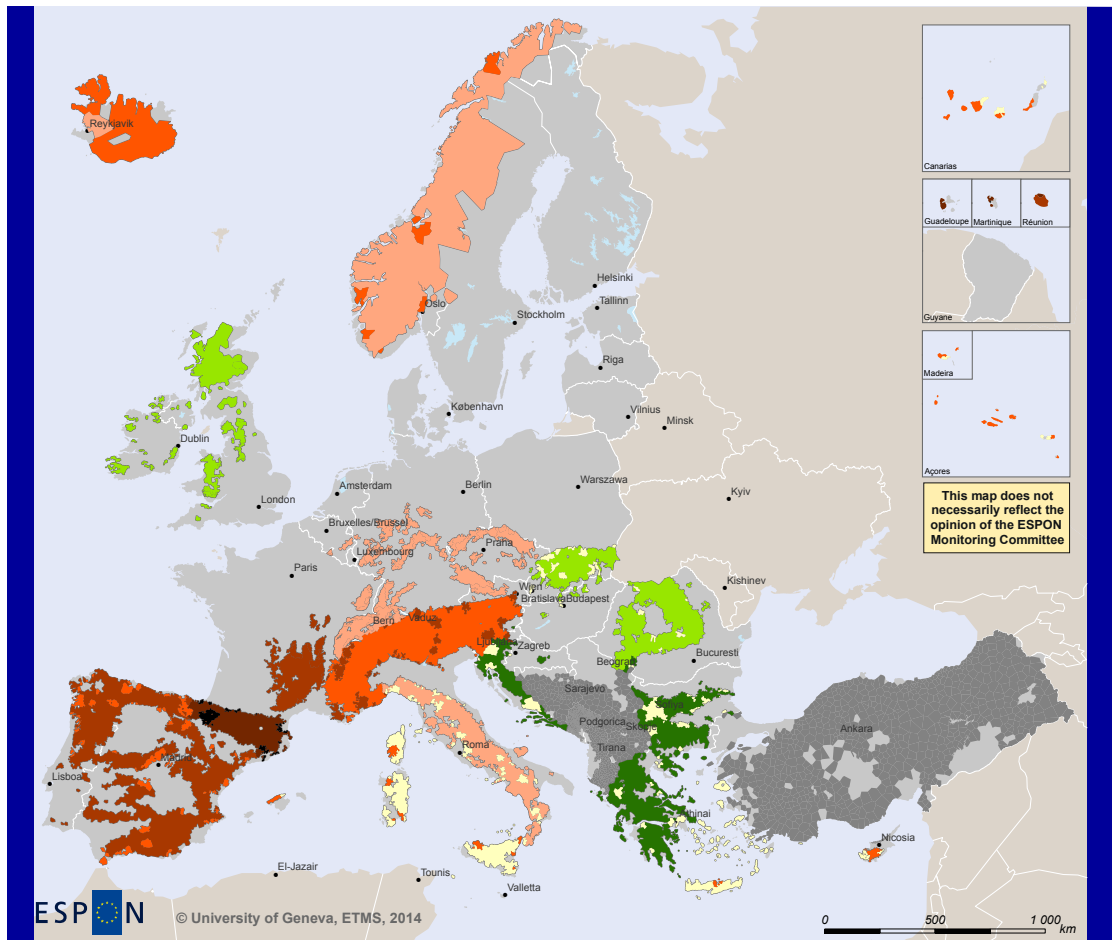 Reykjavik
Canarias
Guadeloupe
Martinique
Réunion
Guyane
Madeira
Açores
This map does not
necessarily reflect the
opinion of the ESPON
Monitoring Committee
Helsinki
Tallinn
Oslo
Stockholm
Riga
København
Vilnius
Minsk
Dublin
Amsterdam
Berlin
Warszawa
Kyiv
London
Bruxelles/Brussel
Luxembourg
Praha
Paris
Kishinev
Wien
Bratislava
Budapest
Bern
Vaduz
Ljubljana
Zagreb
Beograd
Bucuresti
Sarajevo
Sofiya
Podgorica
Skopje
Ankara
Roma
Tirana
Madrid
Lisboa
Athinai
Nicosia
El-Jazair
Tounis
Valletta
ESPON
© University of Geneva, ETMS, 2014
0 500 1 000
km